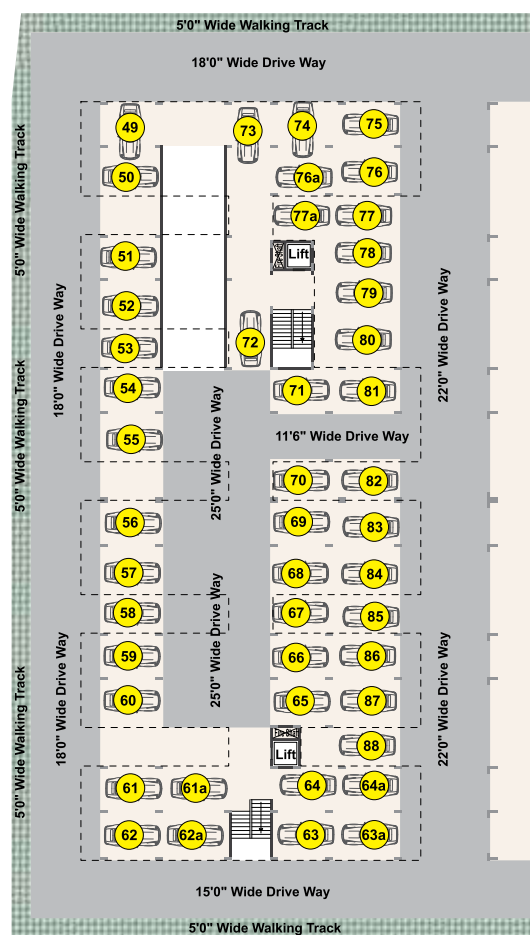 5'0" Wide Walking Track
18'0" Wide Drive Way
49
73
74
75
50
76a
76
77a
77
5'0" Wide Walking Track
51
Lift
78
52
79
53
72
80
18'0" Wide Drive Way
22'0" Wide Drive Way
54
71
81
55
11'6" Wide Drive Way
25'0" Wide Drive Way
5'0" Wide Walking Track
70
82
56
69
83
57
68
84
58
67
85
25'0" Wide Drive Way
59
66
86
60
65
87
18'0" Wide Drive Way
22'0" Wide Drive Way
5'0" Wide Walking Track
Lift
88
61
61a
64
64a
62
62a
63
63a
15'0" Wide Drive Way
5'0" Wide Walking Track